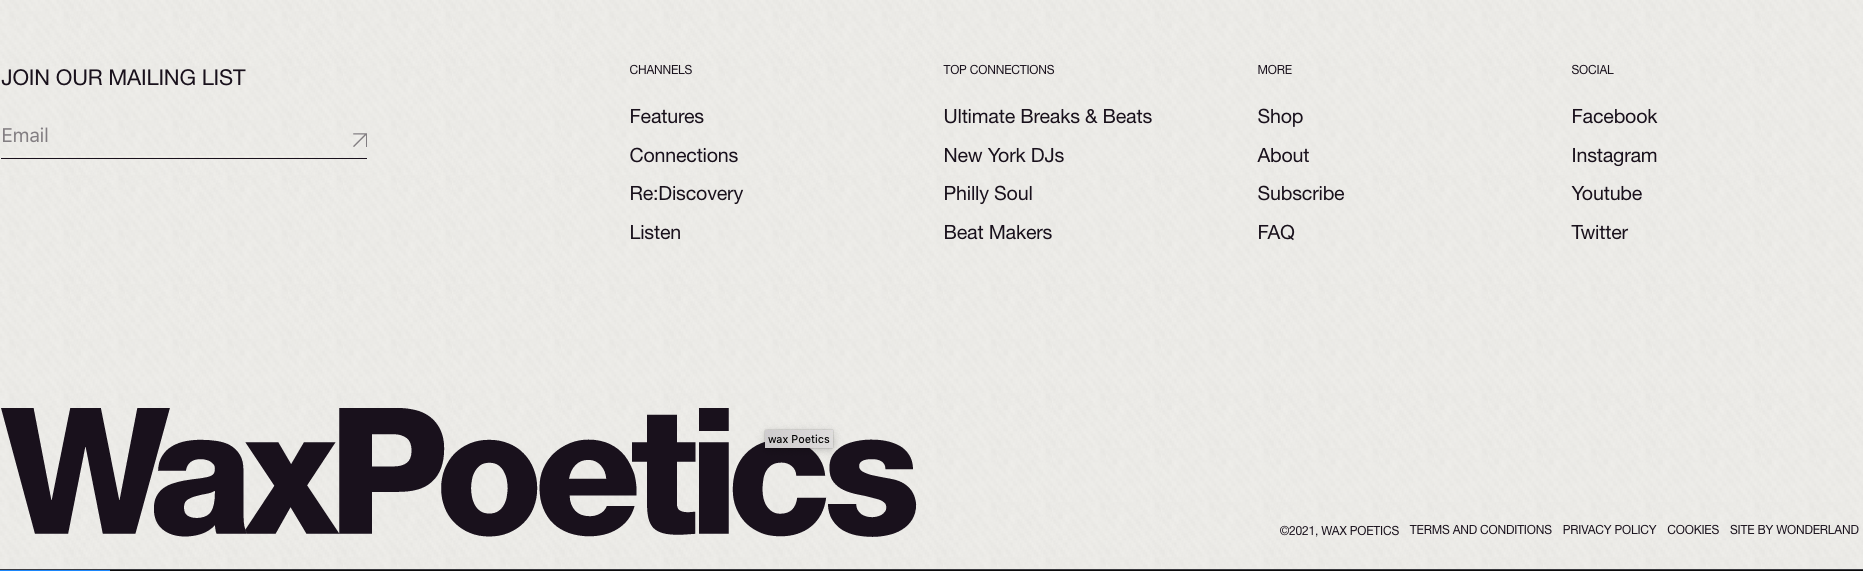 JOIN OUR MAILING LIST
Email
CHANNELS
Features
Connections
Re:Discovery
Listen
TOP CONNECTIONS
Ultimate Breaks & Beats
New York DJs
Philly Soul
Beat Makers
MORE
Shop
About
Subscribe
FAQ
SOCIAL
Facebook
Instagram
Youtube
Twitter
WaxPoetics
wax Poetics
©2021, WAX POETICS TERMS AND CONDITIONS PRIVACY POLICY COOKIES SITE BY WONDERLAND